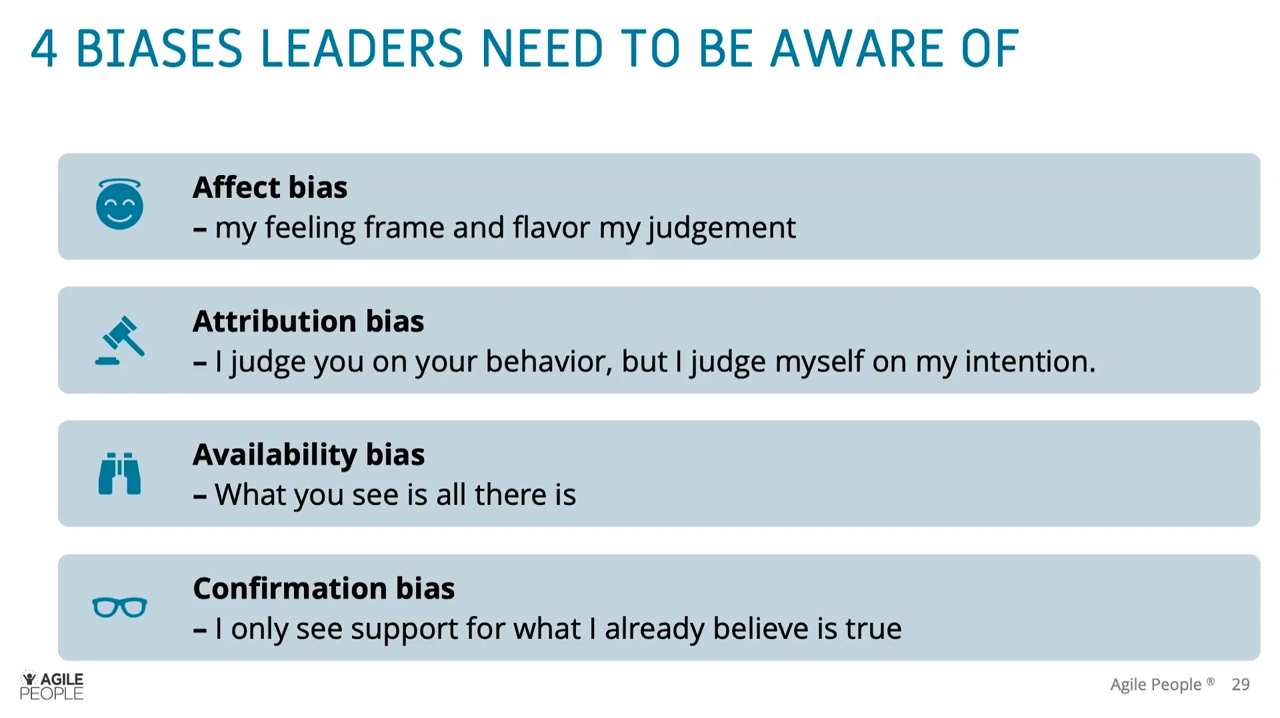 4 BIASES LEADERS NEED TO BE AWARE OF
Affect bias
– my feeling frame and flavor my judgement
Attribution bias
– I judge you on your behavior, but I judge myself on my intention.
Availability bias
– What you see is all there is
Confirmation bias
– I only see support for what I already believe is true
AGILE
PEOPLE
Agile People ® 29